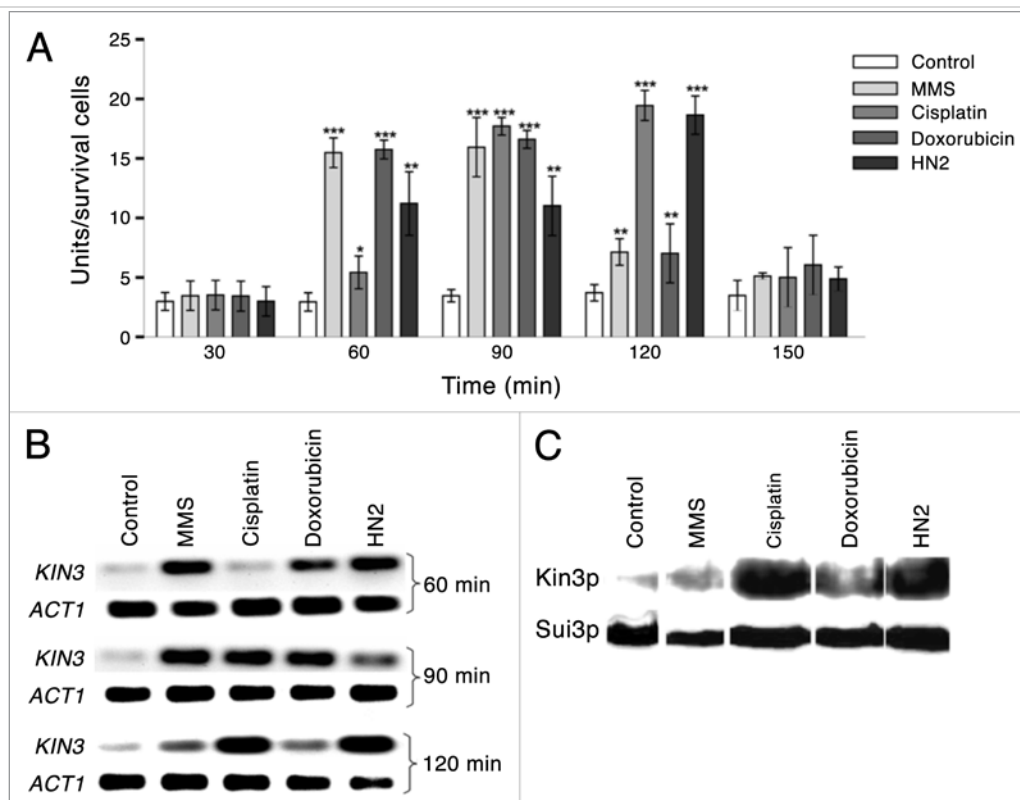 A
25
20
15
10
5
0
Units/survival cells
*** *** **
* 
*** *** *** **
** *** ** ***
30 60 90 120 150
Time (min)
Control
MMS
Cisplatin
Doxorubicin
HN2
B
Control MMS Cisplatin Doxorubicin HN2
KIN3
ACT1
60 min
KIN3
ACT1
90 min
KIN3
ACT1
120 min
C
Control MMS Cisplatin Doxorubicin HN2
Kin3p
Sui3p